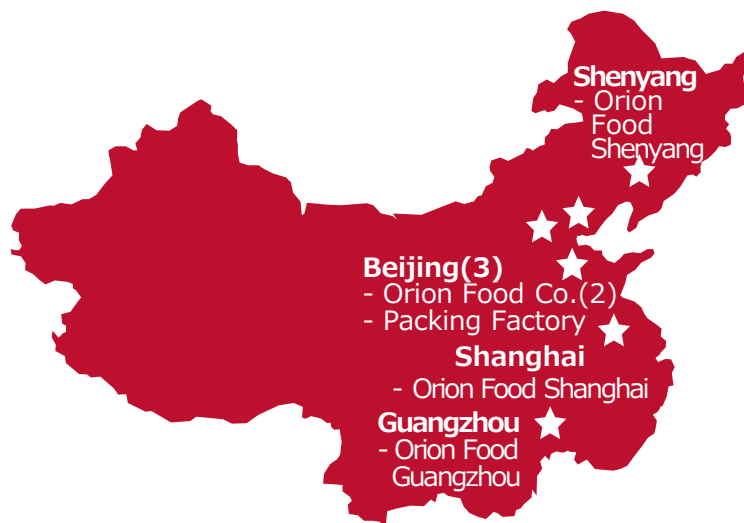 Shenyang
- Orion
Food
Shenyang
Beijing(3)
- Orion Food Co.(2)
- Packing Factory
Shanghai
- Orion Food Shanghai
Guangzhou
- Orion Food
Guangzhou